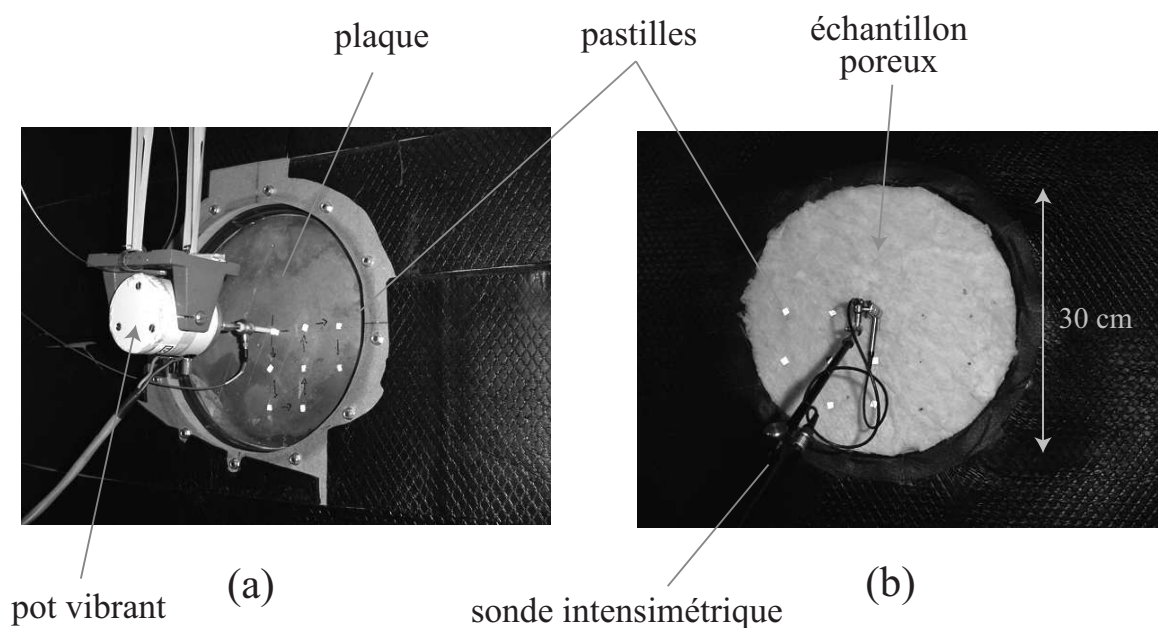 plaque
pastilles
échantillon
poreux
30 cm
pot vibrant
(a)
sonde intensimétrique
(b)